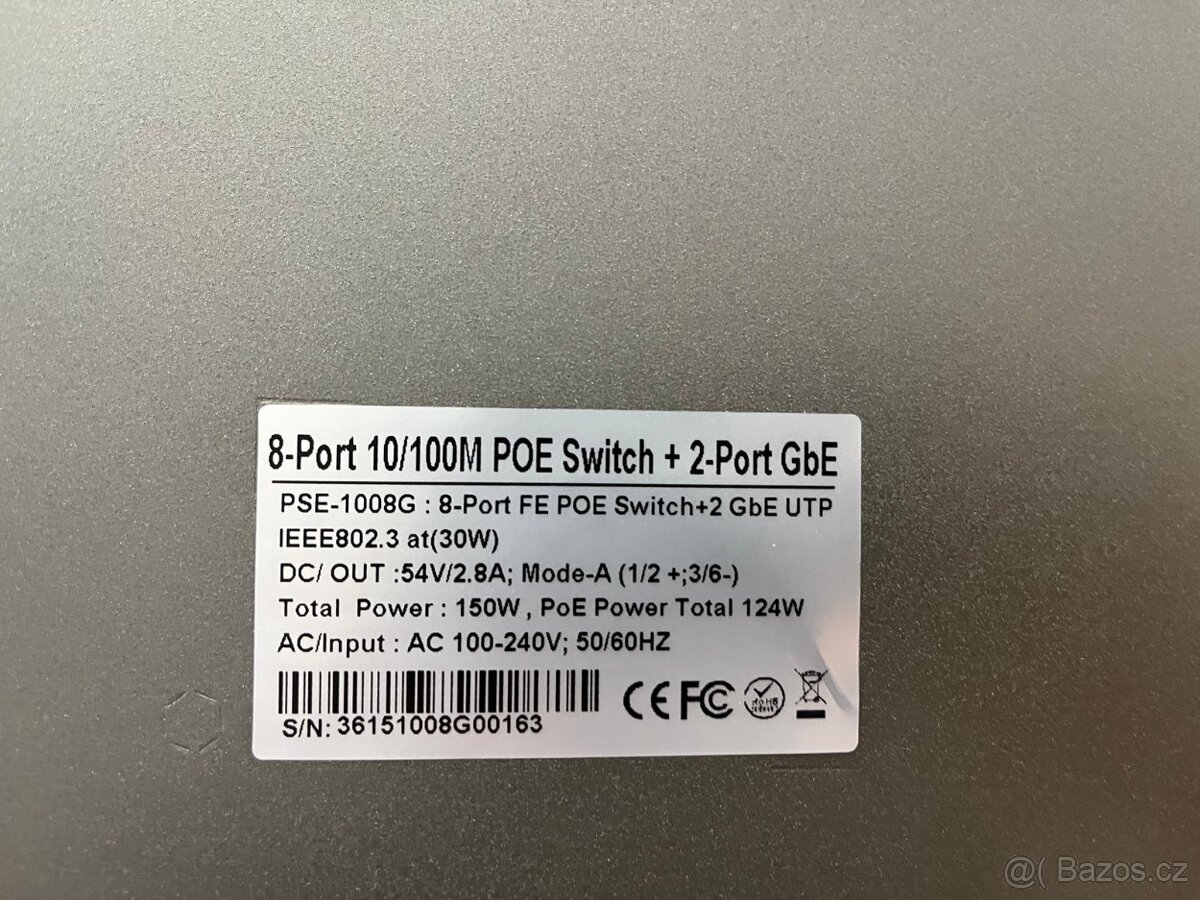 8-Port 10/100M POE Switch + 2-Port GbE
PSE-1008G : 8-Port FE POE Switch+2 GbE UTP
IEEE802.3 at(30W)
DC/ OUT :54V/2.8A; Mode-A (1/2 +;3/6-)
Total Power : 150W , PoE Power Total 124W
AC/Input : AC 100-240V; 50/60HZ
CE FC RoHS
S/N: 36151008G00163
@( Bazos.cz